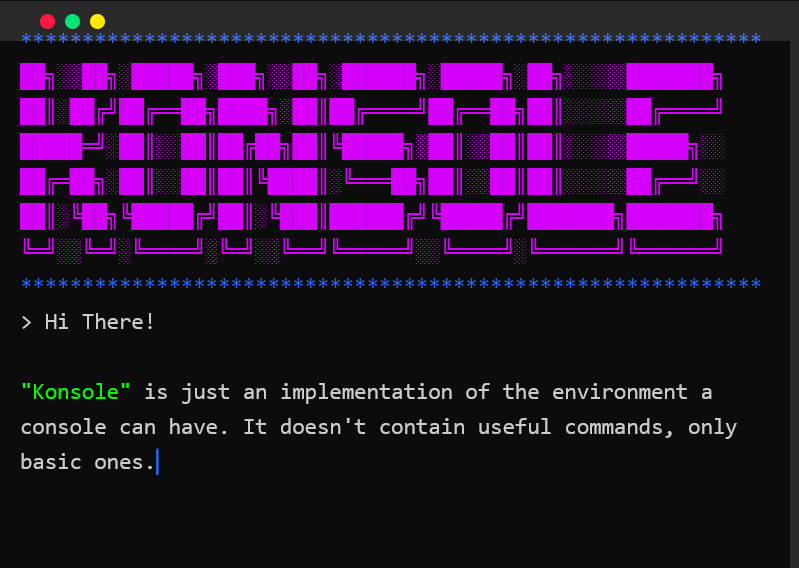 **************************************************************
KONSOLE
**************************************************************
> Hi There!
"Konsole" is just an implementation of the environment a
console can have. It doesn't contain useful commands, only
basic ones.